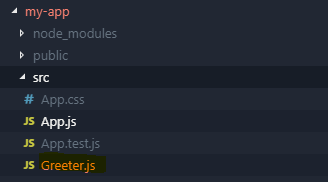 my-app
node_modules
public
src
# App.css
JS App.js
JS App.test.js
JS Greeter.js